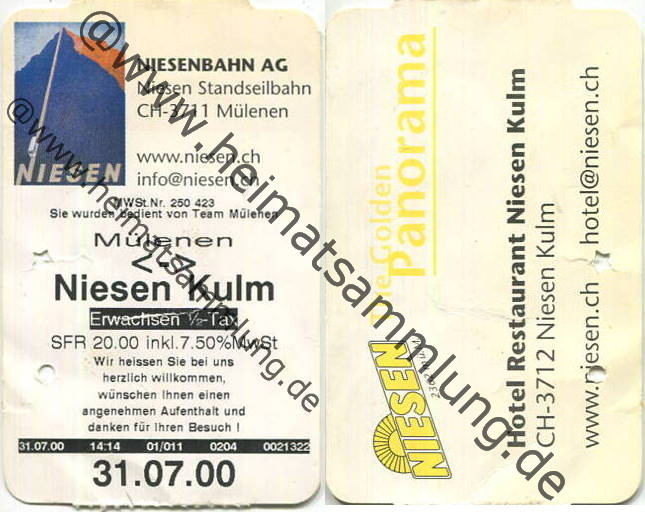 NIESEN
NIESENBAHN AG
Niesen Standseilbahn
CH-3711 Mülenen
www.niesen.ch
info@niesen.ch
MWSt.Nr. 250 423
Sie wurden bedient von Team Mülenen
Mülenen
Niesen Kulm
Erwachsen ½-Tax
SFR 20.00 inkl.7.50%MwSt
Wir heissen Sie bei uns
herzlich willkommen,
wünschen Ihnen einen
angenehmen Aufenthalt und
danken für Ihren Besuch !
31.07.00 14:14 01/011 0204 0021322
31.07.00
@www.heimatsammlung.de
@www.heimatsammlung.de
The Golden
Panorama
NIESEN
Hotel Restaurant Niesen Kulm
CH-3712 Niesen Kulm
www.niesen.ch hotel@niesen.ch